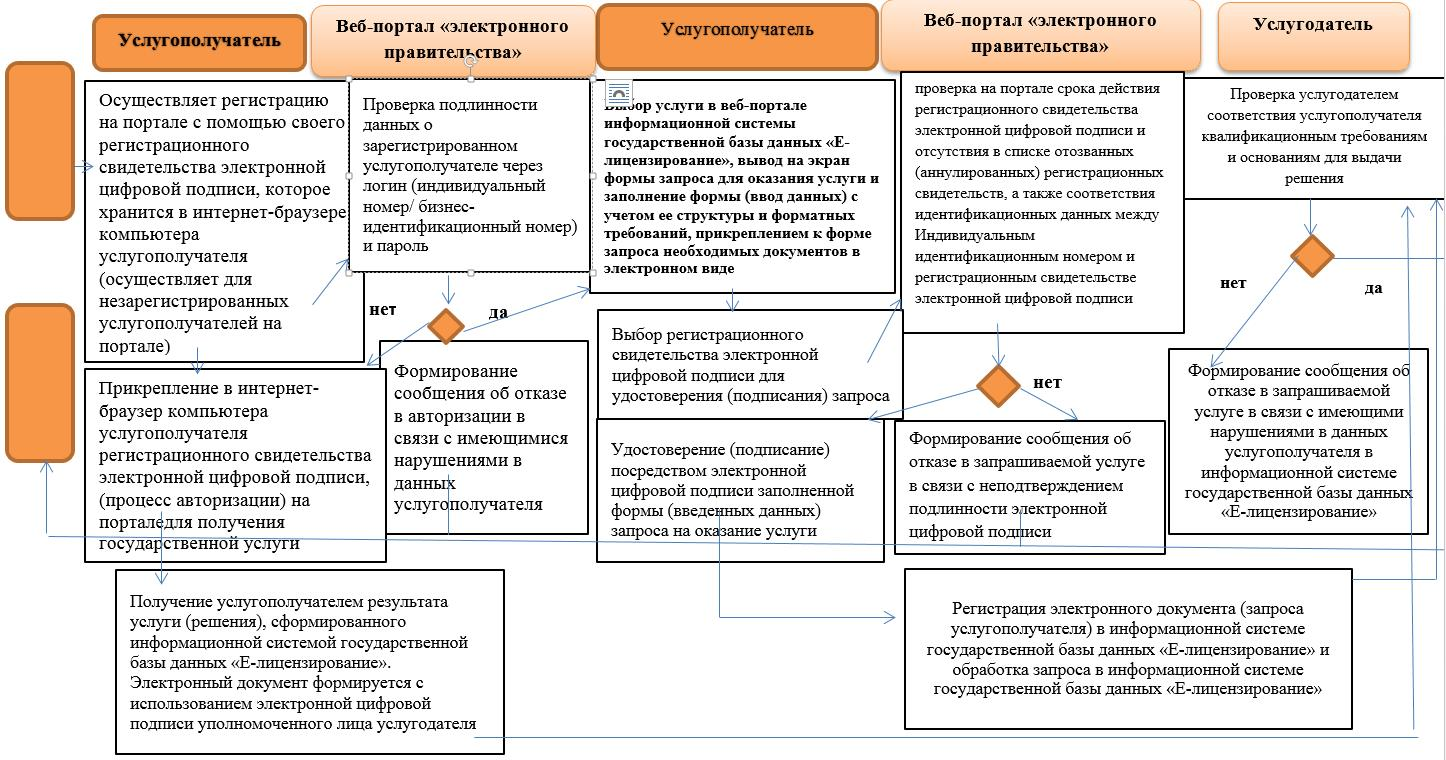 Услугополучатель
Веб-портал «электронного
правительства»
Услугополучатель
Веб-портал «электронного
правительства»
Услугодатель
Осуществляет регистрацию
на портале с помощью своего
регистрационного
свидетельства электронной
цифровой подписи, которое
хранится в интернет-браузере
компьютера
услугополучателя
(осуществляет для
незарегистрированных
услугополучателей на
портале)
Проверка подлинности
данных о
зарегистрированном
услугополучателе через
логин (индивидуальный
номер/ бизнес-
идентификационный номер)
и пароль
Выбор услуги в веб-портале
информационной системы
государственной базы данных «Е-
лицензирование», вывод на экран
формы запроса для оказания услуги и
заполнение формы (ввод данных) с
учетом ее структуры и форматных
требований, прикреплением к форме
запроса необходимых документов в
электронном виде
проверка на портале срока действия
регистрационного свидетельства
электронной цифровой подписи и
отсутствия в списке отозванных
(аннулированных) регистрационных
свидетельств, а также соответствия
идентификационных данных между
Индивидуальным
идентификационным номером и
регистрационным свидетельстве
электронной цифровой подписи
Проверка услугодателем
соответствия услугополучателя
квалификационным требованиям
и основаниям для выдачи
решения
нет
да
нет
да
нет
Прикрепление в интернет-
браузер компьютера
услугополучателя
регистрационного свидетельства
электронной цифровой подписи,
(процесс авторизации) на
порталедля получения
государственной услуги
Формирование
сообщения об отказе
в авторизации в
связи с имеющимися
нарушениями в
данных
услугополучателя
Выбор регистрационного
свидетельства электронной
цифровой подписи для
удостоверения (подписания) запроса
Удостоверение (подписание)
посредством электронной
цифровой подписи заполненной
формы (введенных данных)
запроса на оказание услуги
Формирование сообщения об
отказе в запрашиваемой услуге
в связи с неподтверждением
подлинности электронной
цифровой подписи
Формирование сообщения об
отказе в запрашиваемой
услуге в связи с имеющими
нарушениями в данных
услугополучателя в
информационной системе
государственной базы данных
«Е-лицензирование»
Получение услугополучателем результата
услуги (решения), сформированного
информационной системой государственной
базы данных «Е-лицензирование».
Электронный документ формируется с
использованием электронной цифровой
подписи уполномоченного лица услугодателя
Регистрация электронного документа (запроса
услугополучателя) в информационной системе
государственной базы данных «Е-лицензирование» и
обработка запроса в информационной системе
государственной базы данных «Е-лицензирование»